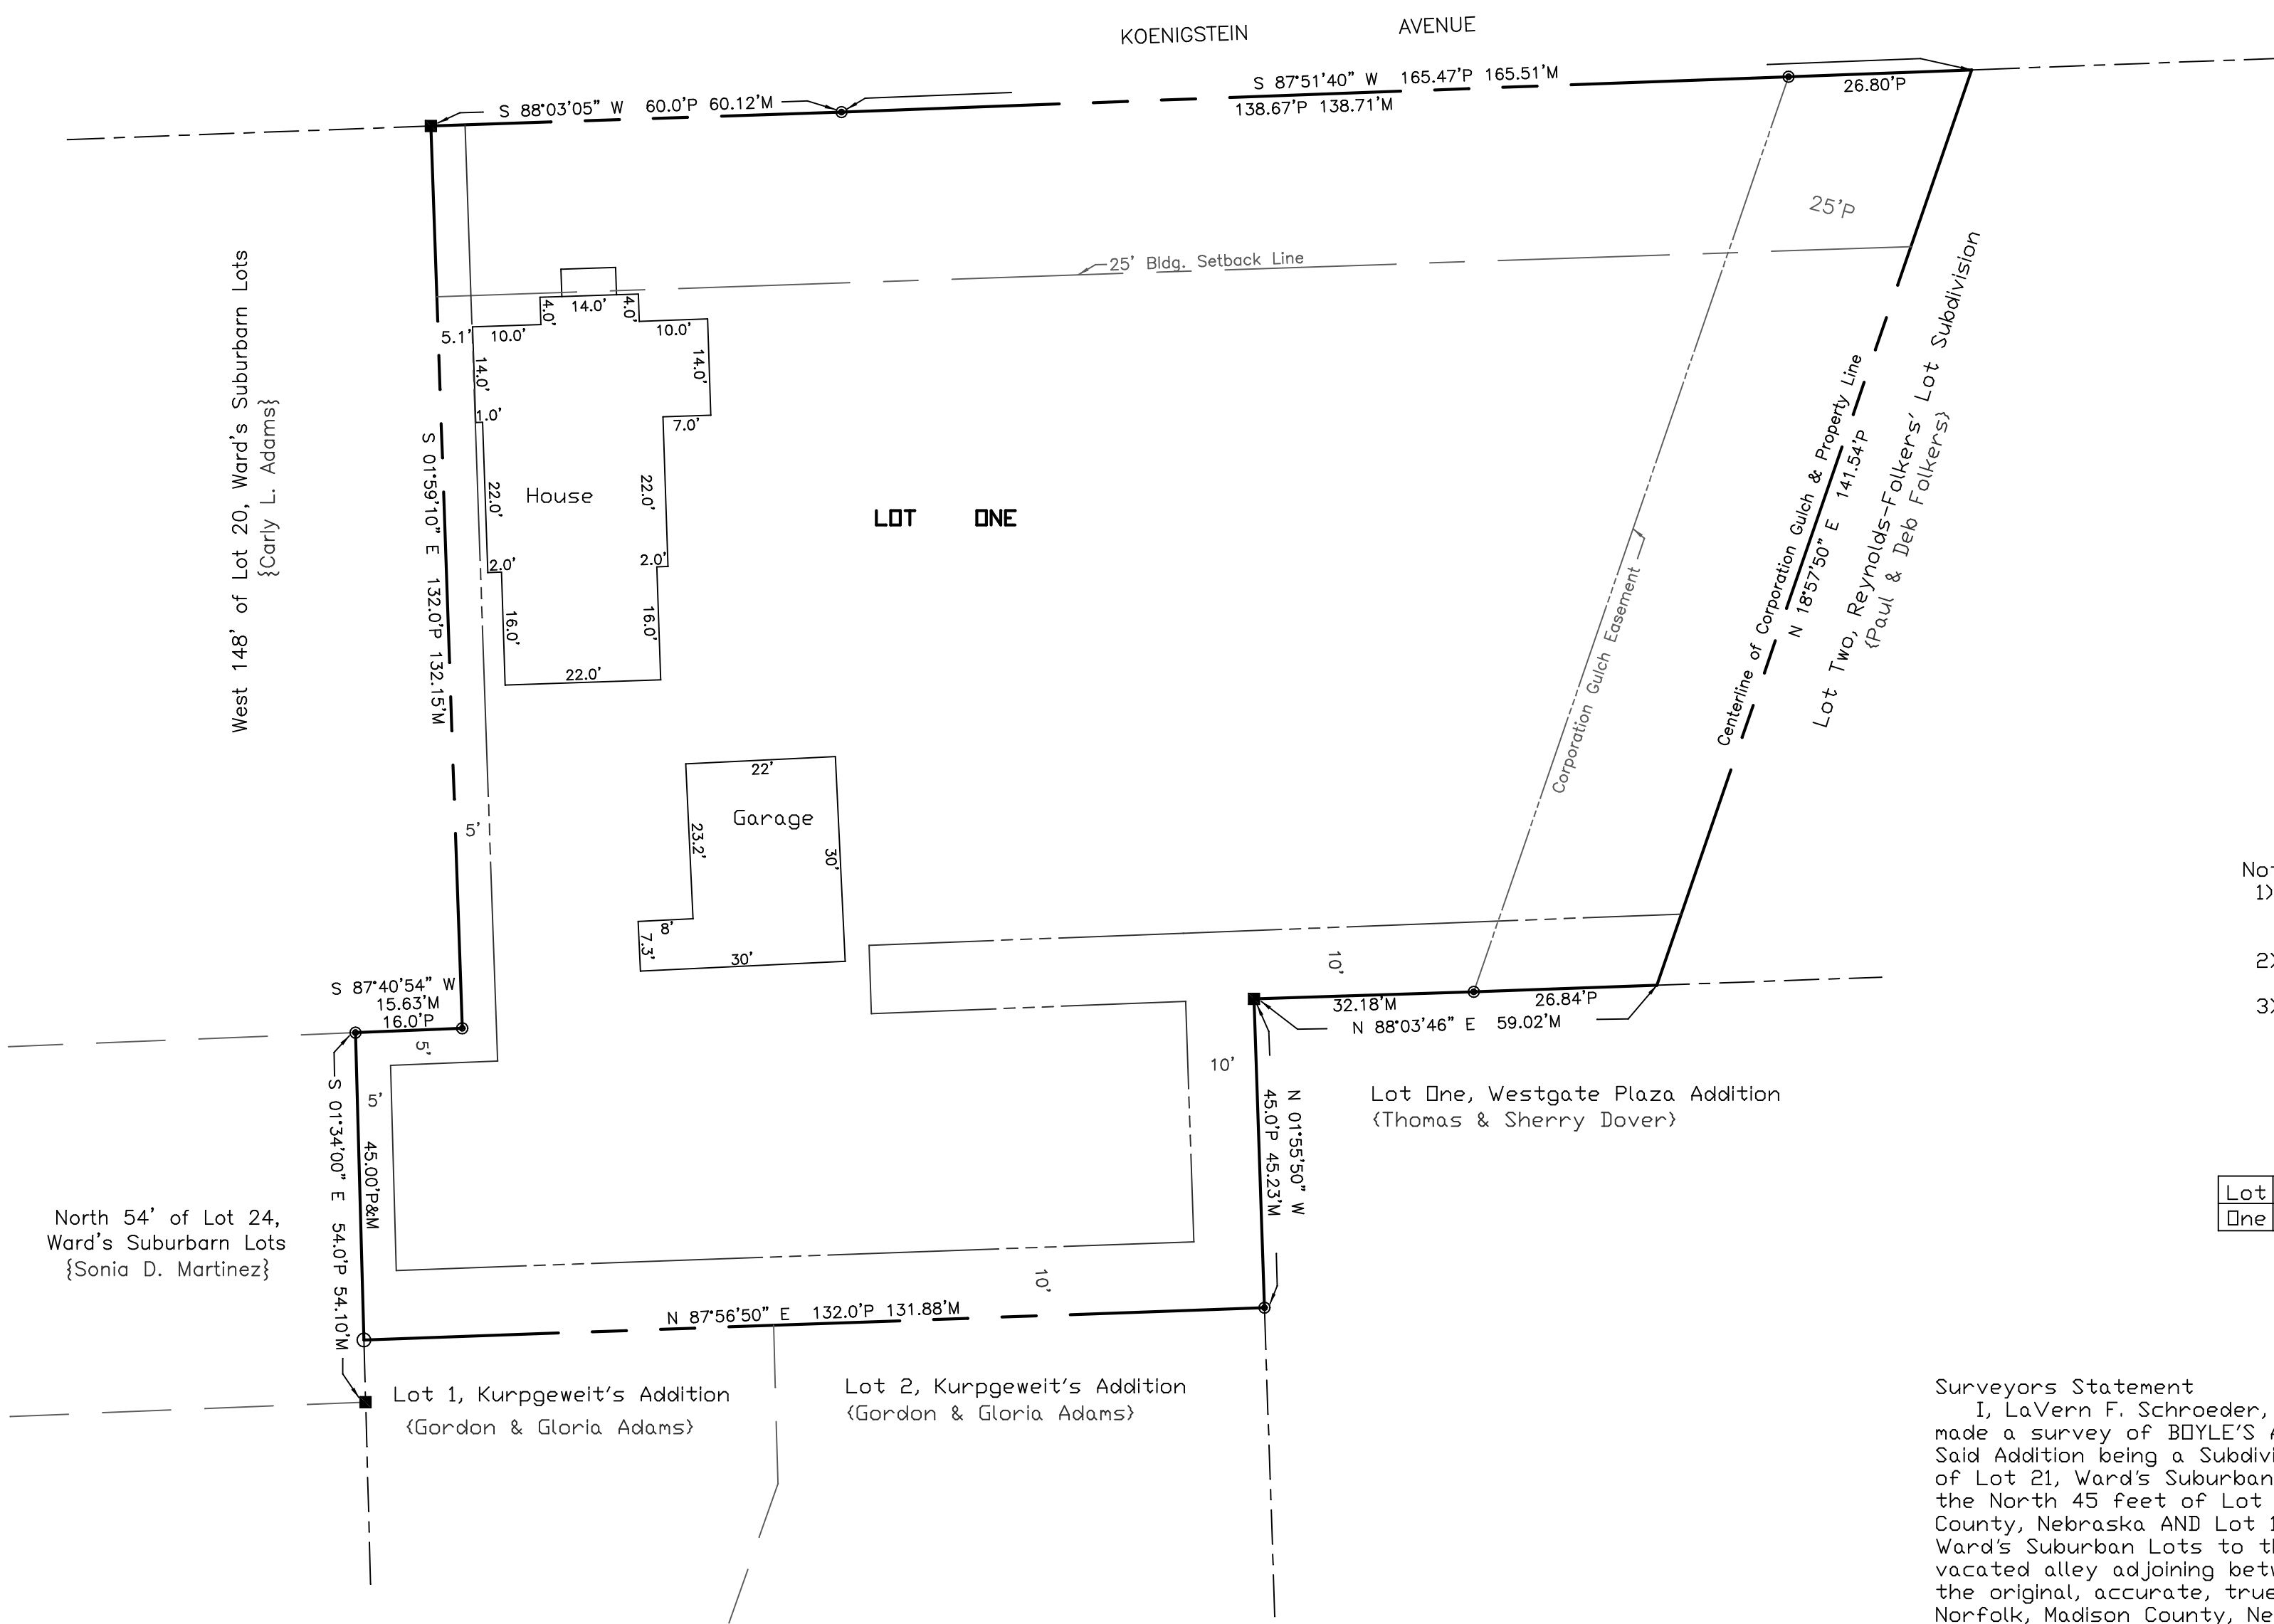 KOENIGSTEIN AVENUE
S 88°03'05" W 60.0'P 60.12'M
S 87°51'40" W 165.47'P 165.51'M
138.67'P 138.71'M
26.80'P
25'P
25' Bldg. Setback Line
West 148' of Lot 20, Ward's Suburbarn Lots
{Carly L. Adams}
S 01°59'10" E 132.0'P 132.15'M
5.1'
10.0'
4.0'
14.0'
4.0'
10.0'
14.0'
14.0'
1.0'
7.0'
22.0'
House
22.0'
2.0'
2.0'
16.0'
16.0'
22.0'
LOT ONE
Corporation Gulch Easement
Centerline of Corporation Gulch & Property Line
N 18°57'50" E 141.54'P
Lot Two, Reynolds-Folkers' Lot Subdivision
{Paul & Deb Folkers}
22'
Garage
23.2'
30'
8'
7.3'
30'
5'
S 87°40'54" W
15.63'M
16.0'P
5'
5'
S 01°34'00" E 54.0'P 54.10'M
45.00'P&M
10'
32.18'M
26.84'P
N 88°03'46" E 59.02'M
10'
N 01°55'50" W
45.0'P 45.23'M
Lot One, Westgate Plaza Addition
{Thomas & Sherry Dover}
North 54' of Lot 24,
Ward's Suburbarn Lots
{Sonia D. Martinez}
10'
N 87°56'50" E 132.0'P 131.88'M
Lot 1, Kurpgeweit's Addition
{Gordon & Gloria Adams}
Lot 2, Kurpgeweit's Addition
{Gordon & Gloria Adams}
1)
2)
3)
Lot
One
Surveyors Statement
I, LaVern F. Schroeder,
made a survey of BOYLE'S
Said Addition being a
of Lot 21, Ward's Suburban
the North 45 feet of Lot
County, Nebraska AND Lot
Ward's Suburban Lots to
vacated alley adjoining
the original, accurate, true
Norfolk, Madison County,